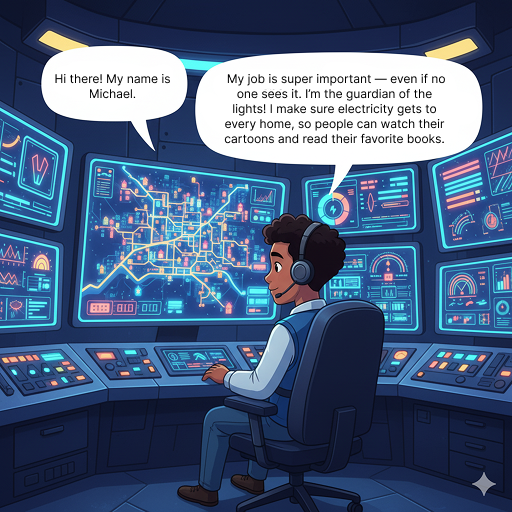 Hi there! My name is
Michael.
My job is super important — even if no
one sees it. I'm the guardian of the
lights! I make sure electricity gets to
every home, so people can watch their
cartoons and read their favorite books.